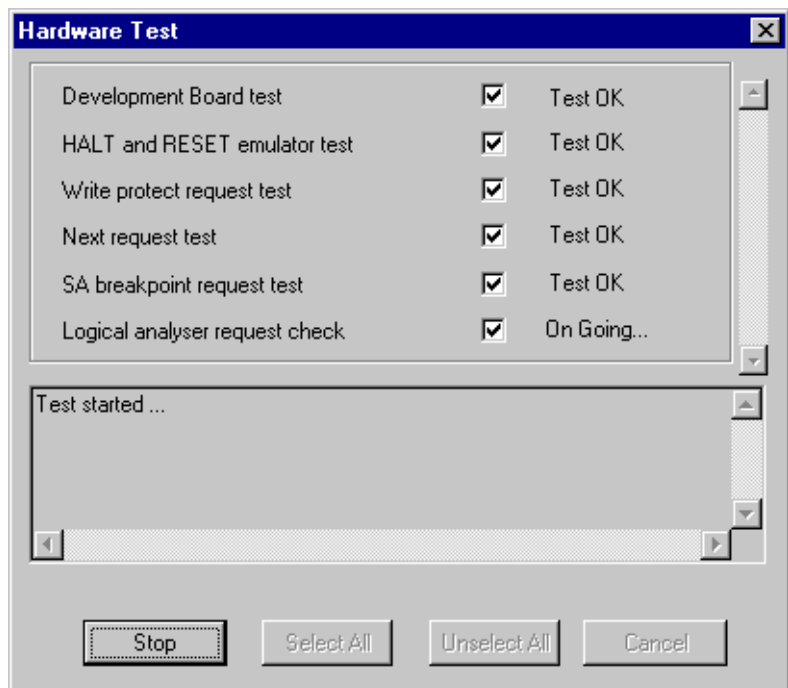 Hardware Test
Development Board test Test OK
HALT and RESET emulator test Test OK
Write protect request test Test OK
Next request test Test OK
SA breakpoint request test Test OK
Logical analyser request check On Going...
Test started ...
Stop Select All Unselect All Cancel